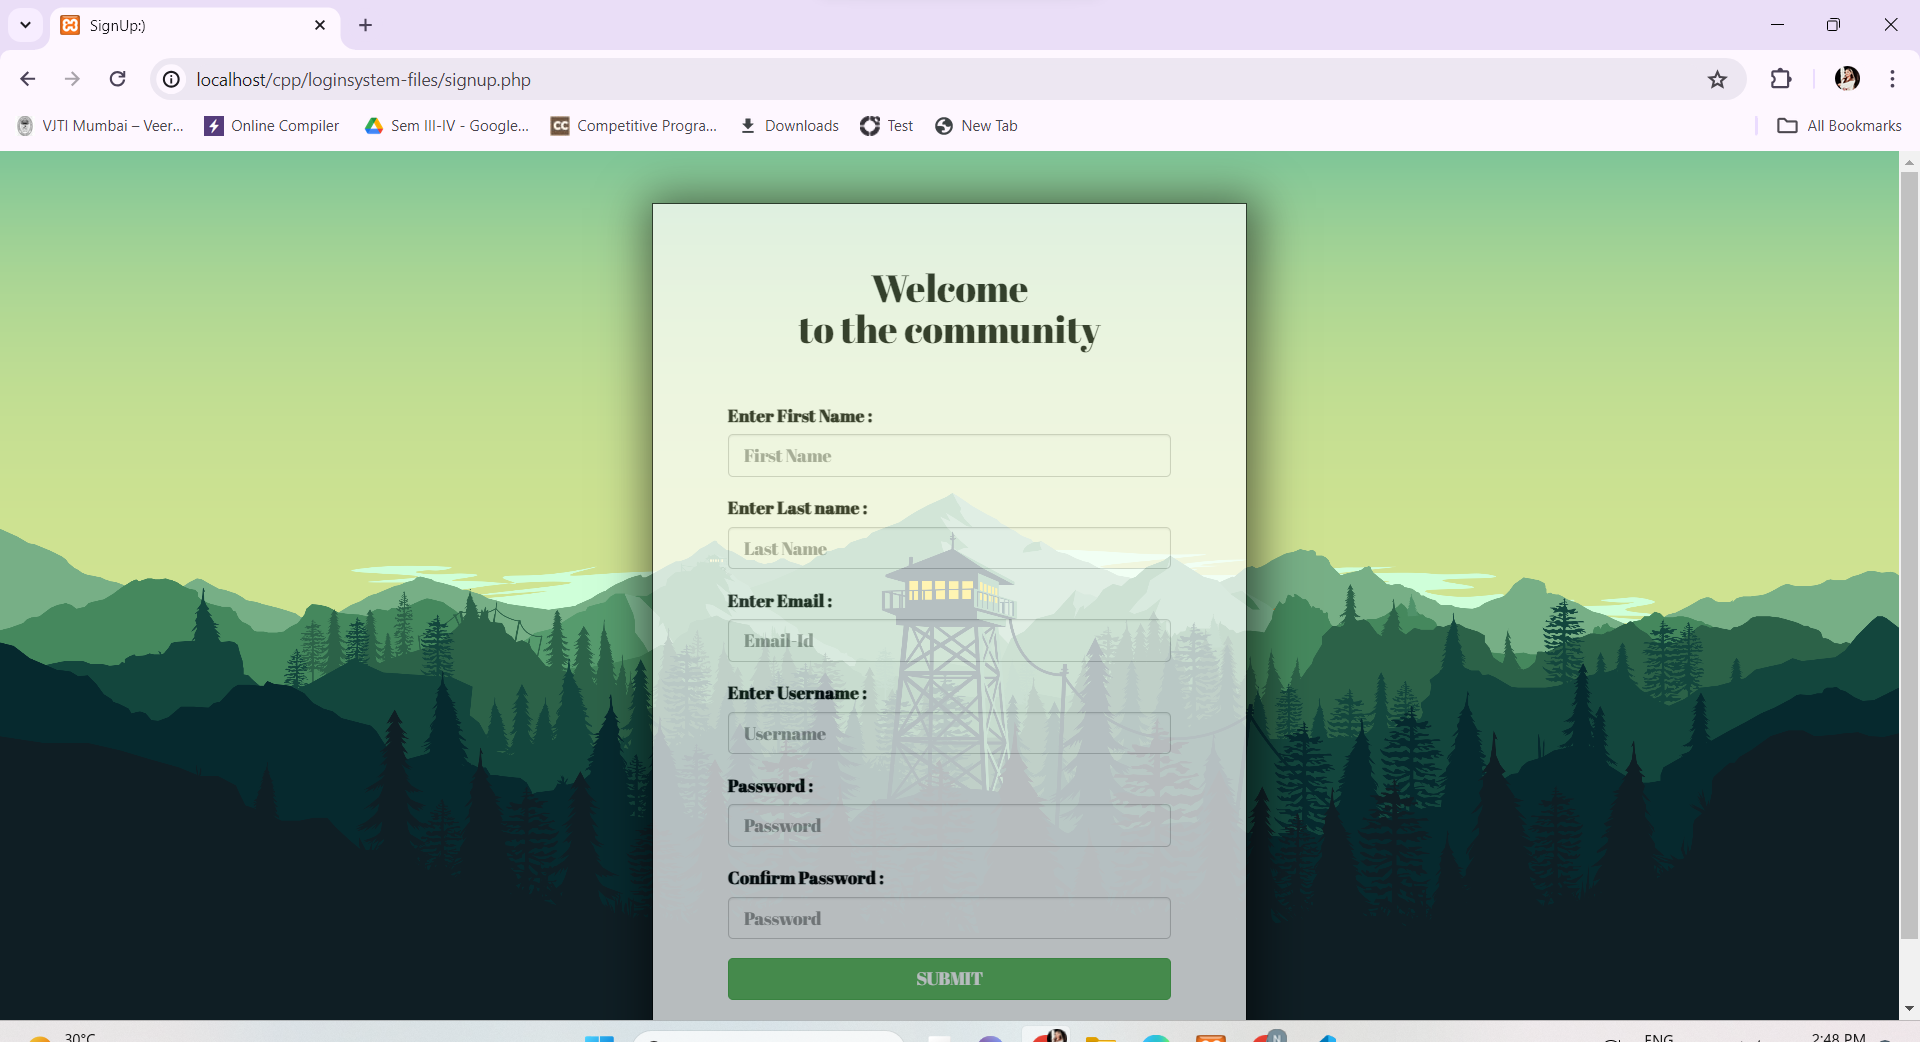 SignUp:)
localhost/cpp/loginsystem-files/signup.php
VJTI Mumbai – Veer... Online Compiler Sem III-IV - Google... CC Competitive Progra... Downloads Test New Tab All Bookmarks
Welcome
to the community
Enter First Name :
First Name
Enter Last name :
Last Name
Enter Email :
Email-Id
Enter Username :
Username
Password :
Password
Confirm Password :
Password
SUBMIT
30°C N ENG 2:48 PM